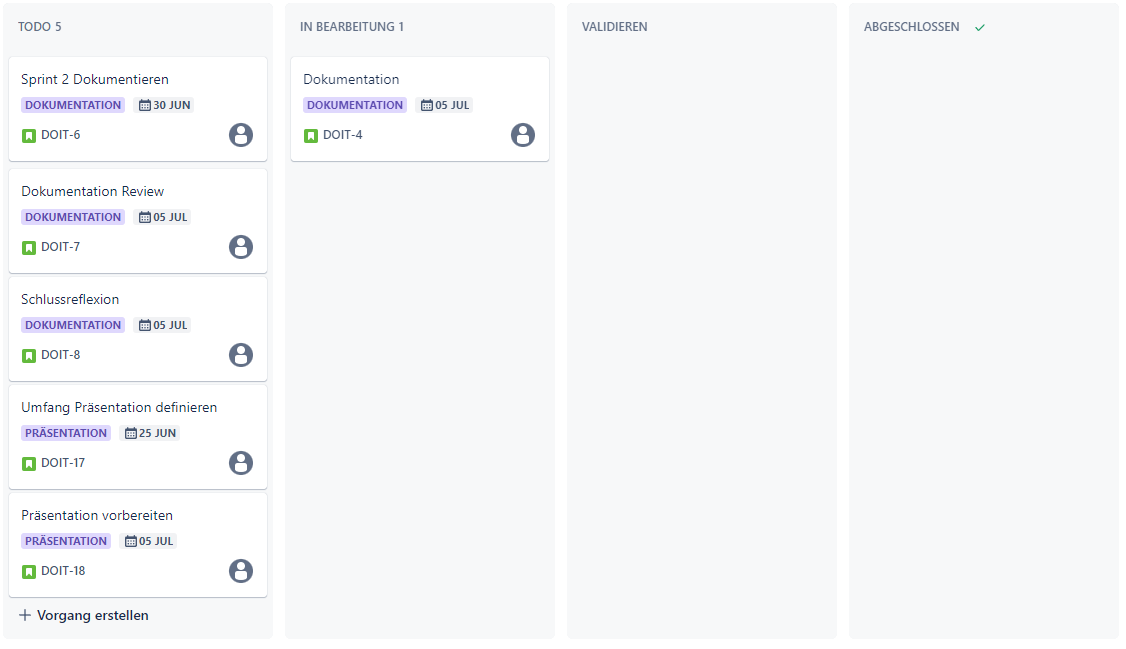 TODO 5
Sprint 2 Dokumentieren
DOKUMENTATION 30 JUN
DOIT-6
Dokumentation Review
DOKUMENTATION 05 JUL
DOIT-7
Schlussreflexion
DOKUMENTATION 05 JUL
DOIT-8
Umfang Präsentation definieren
PRÄSENTATION 25 JUN
DOIT-17
Präsentation vorbereiten
PRÄSENTATION 05 JUL
DOIT-18
+ Vorgang erstellen
IN BEARBEITUNG 1
Dokumentation
DOKUMENTATION 05 JUL
DOIT-4
VALIDIEREN
ABGESCHLOSSEN